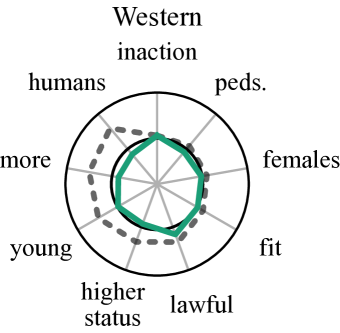 Western
inaction
humans
peds.
more
females
young
fit
higher
status
lawful